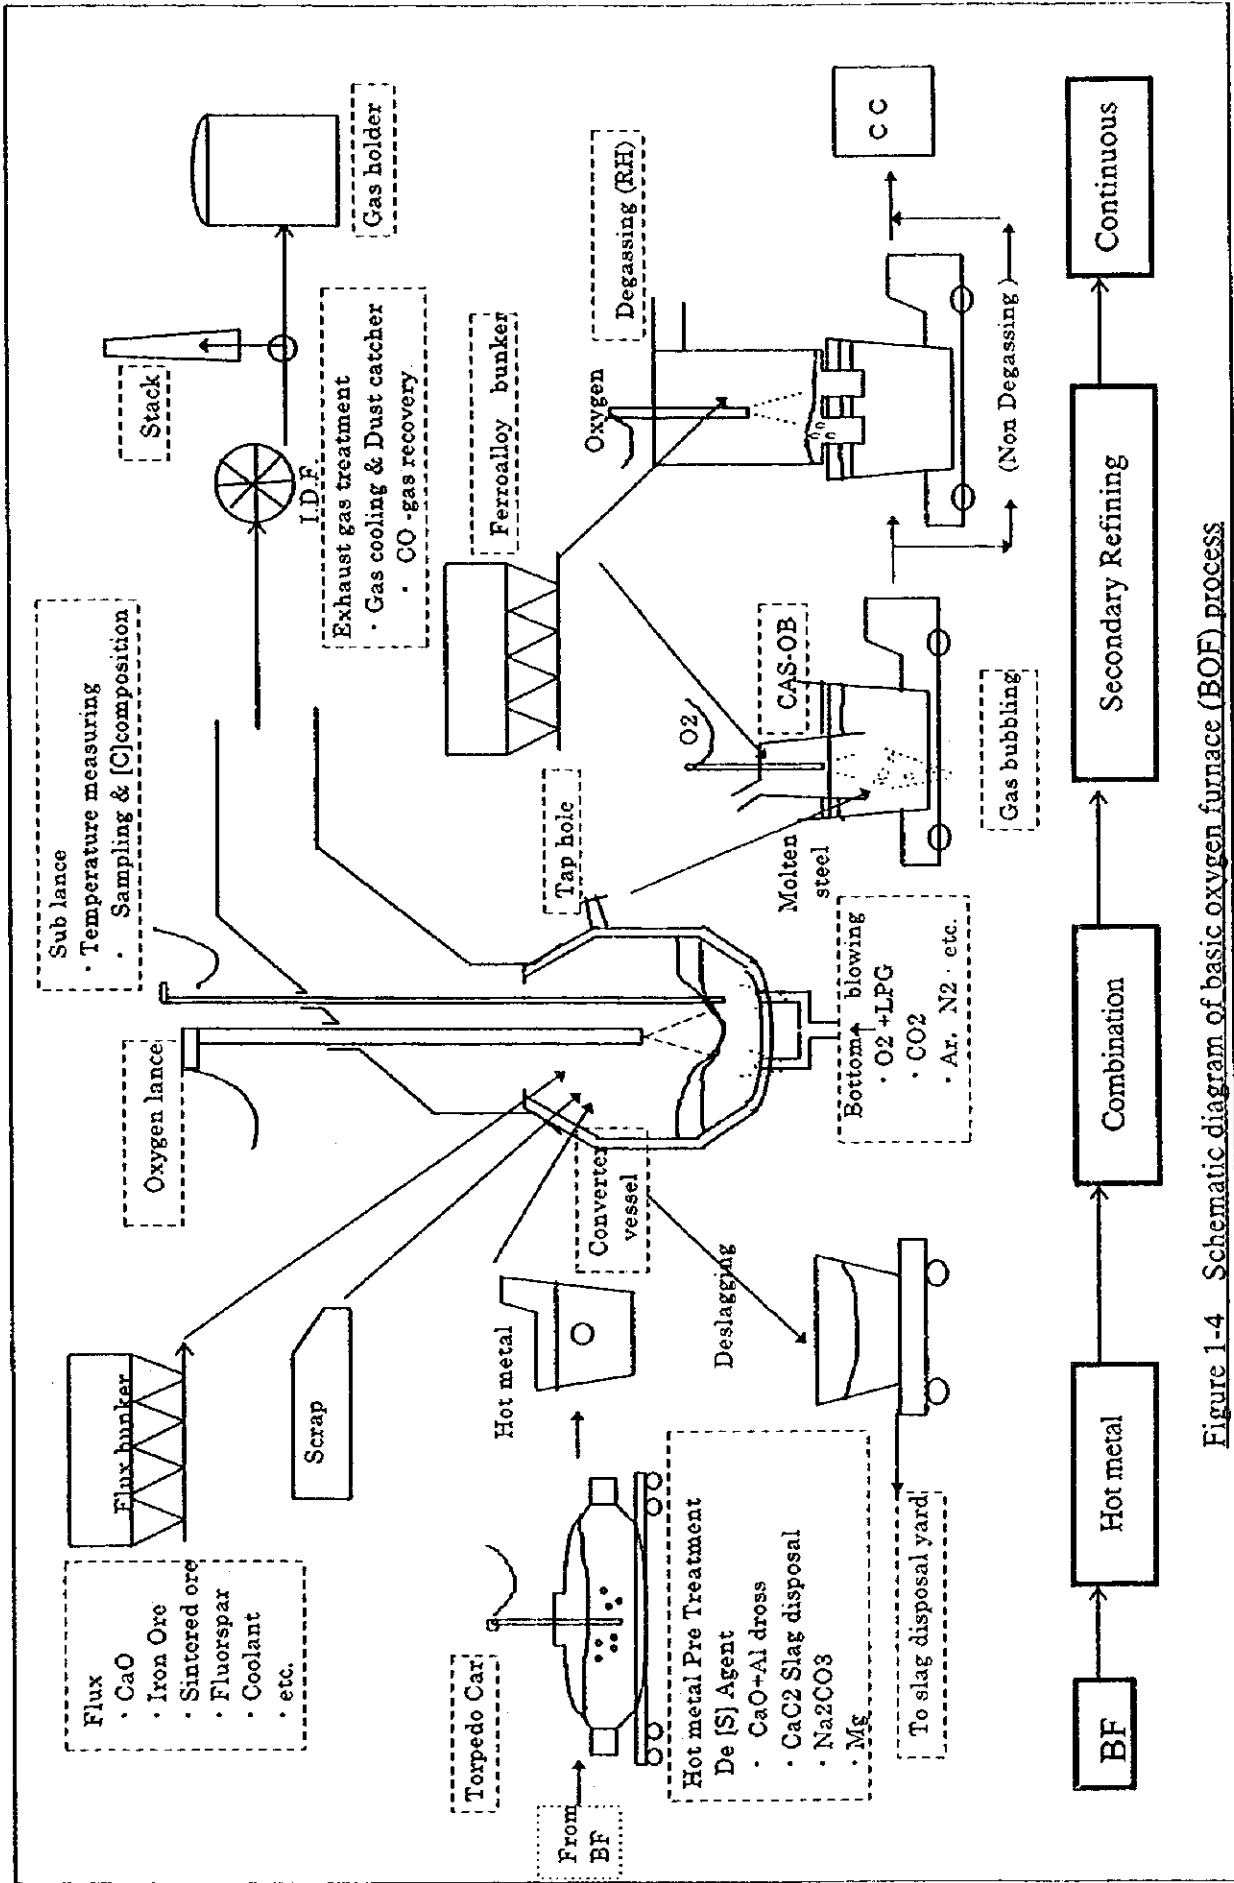 Sub lance
· Temperature measuring
· Sampling & [C]composition
Stack
Gas holder
I.D.F.
Oxygen lance
Exhaust gas treatment
· Gas cooling & Dust catcher
· CO-gas recovery
Flux bunker
Flux
· CaO
· Iron Ore
· Sintered ore
· Fluorspar
· Coolant
· etc.
Scrap
Ferroalloy bunker
Degassing (RH)
Oxygen
Tap hole
O2
CAS-OB
C C
Torpedo Car
Hot metal
Converter
vessel
Molten
steel
From
BF
Hot metal Pre Treatment
De [S] Agent
· CaO+Al dross
· CaC2 Slag disposal
· Na2CO3
· Mg
Deslagging
Bottom blowing
· O2+LPG
· CO2
· Ar. N2 · etc.
Gas bubbling
(Non Degassing)
To slag disposal yard
BF
Hot metal
Combination
Secondary Refining
Continuous
Figure 1-4 Schematic diagram of basic oxygen furnace (BOF) process